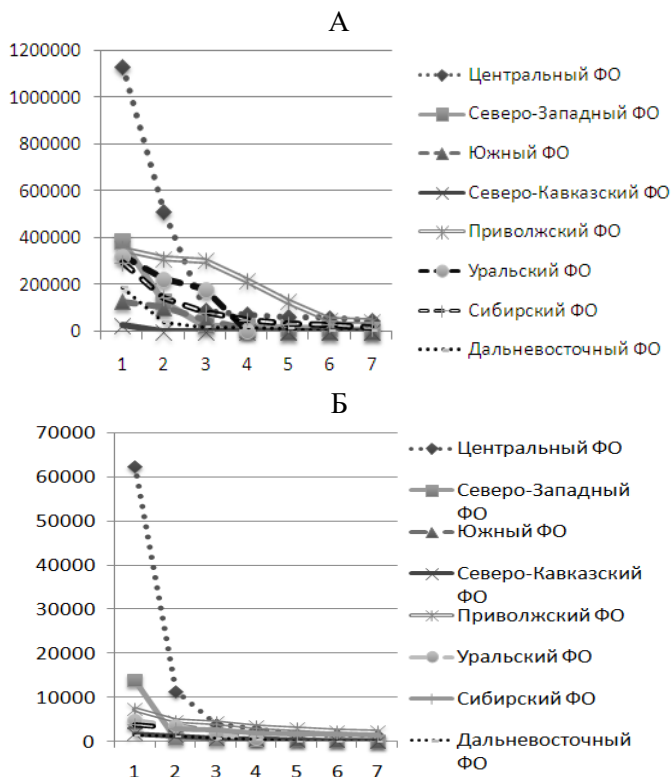 А
1200000
1000000
800000
600000
400000
200000
0
1 2 3 4 5 6 7
Центральный ФО
Северо-Западный ФО
Южный ФО
Северо-Кавказский ФО
Приволжский ФО
Уральский ФО
Сибирский ФО
Дальневосточный ФО
Б
70000
60000
50000
40000
30000
20000
10000
0
1 2 3 4 5 6 7
Центральный ФО
Северо-Западный
ФО
Южный ФО
Северо-Кавказский
ФО
Приволжский ФО
Уральский ФО
Сибирский ФО
Дальневосточный
ФО